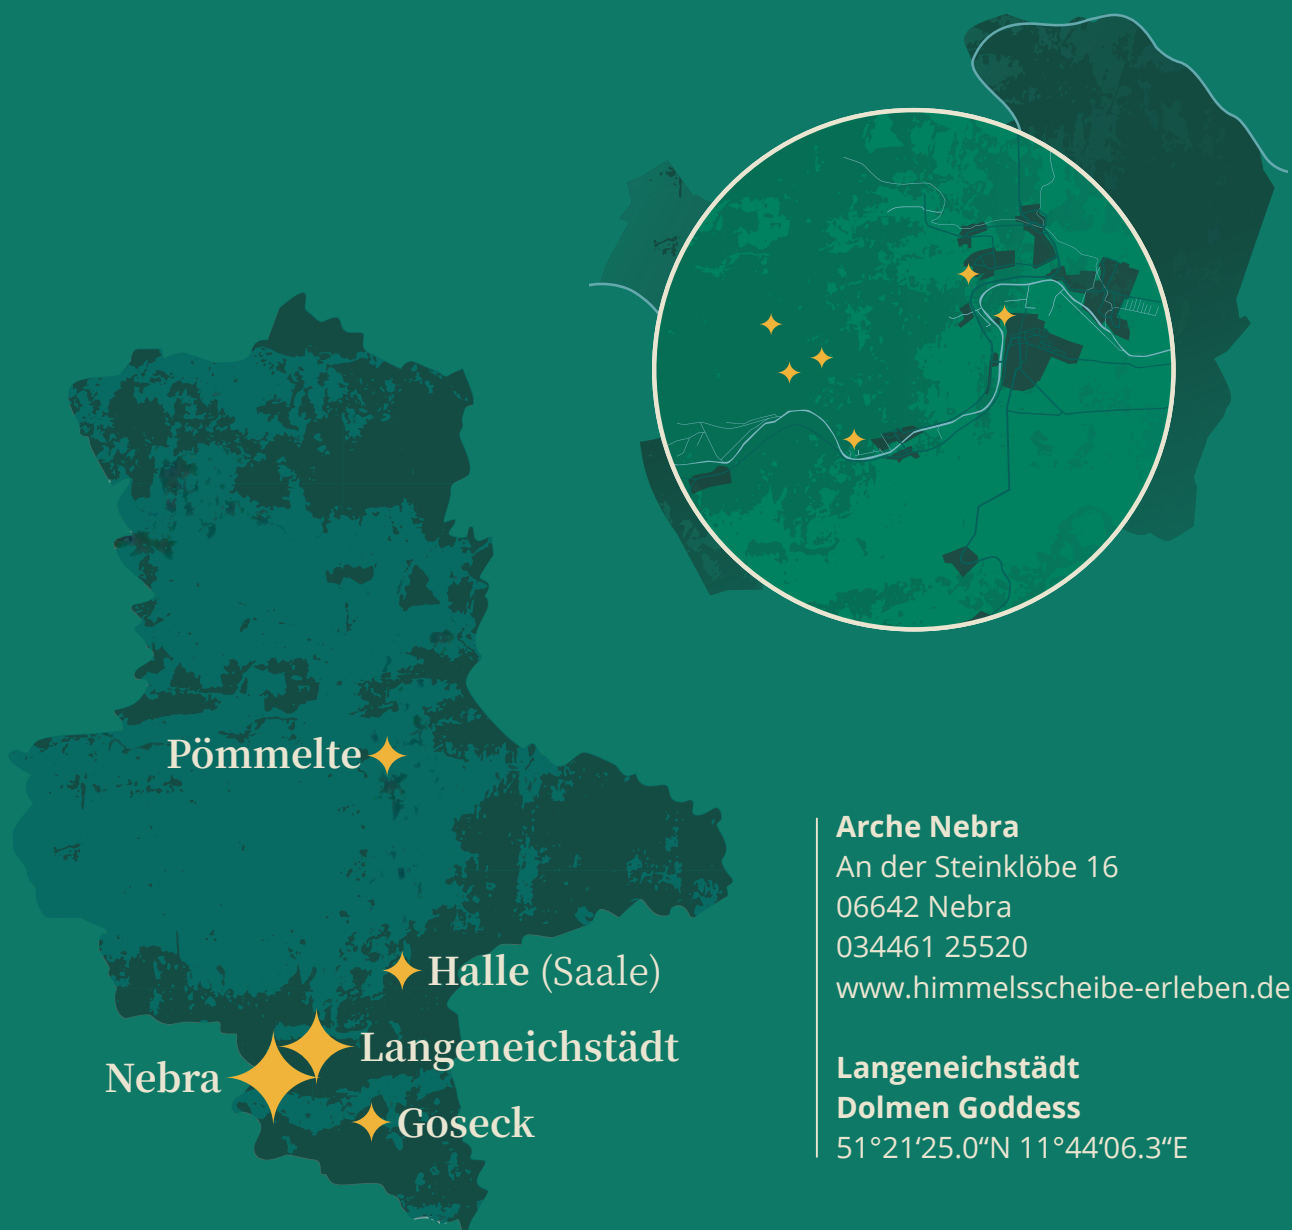 Pömmelte
Halle (Saale)
Langeneichstädt
Nebra
Goseck
Arche Nebra
An der Steinklöbe 16
06642 Nebra
034461 25520
www.himmelsscheibe-erleben.de
Langeneichstädt
Dolmen Goddess
51°21‘25.0“N 11°44‘06.3“E